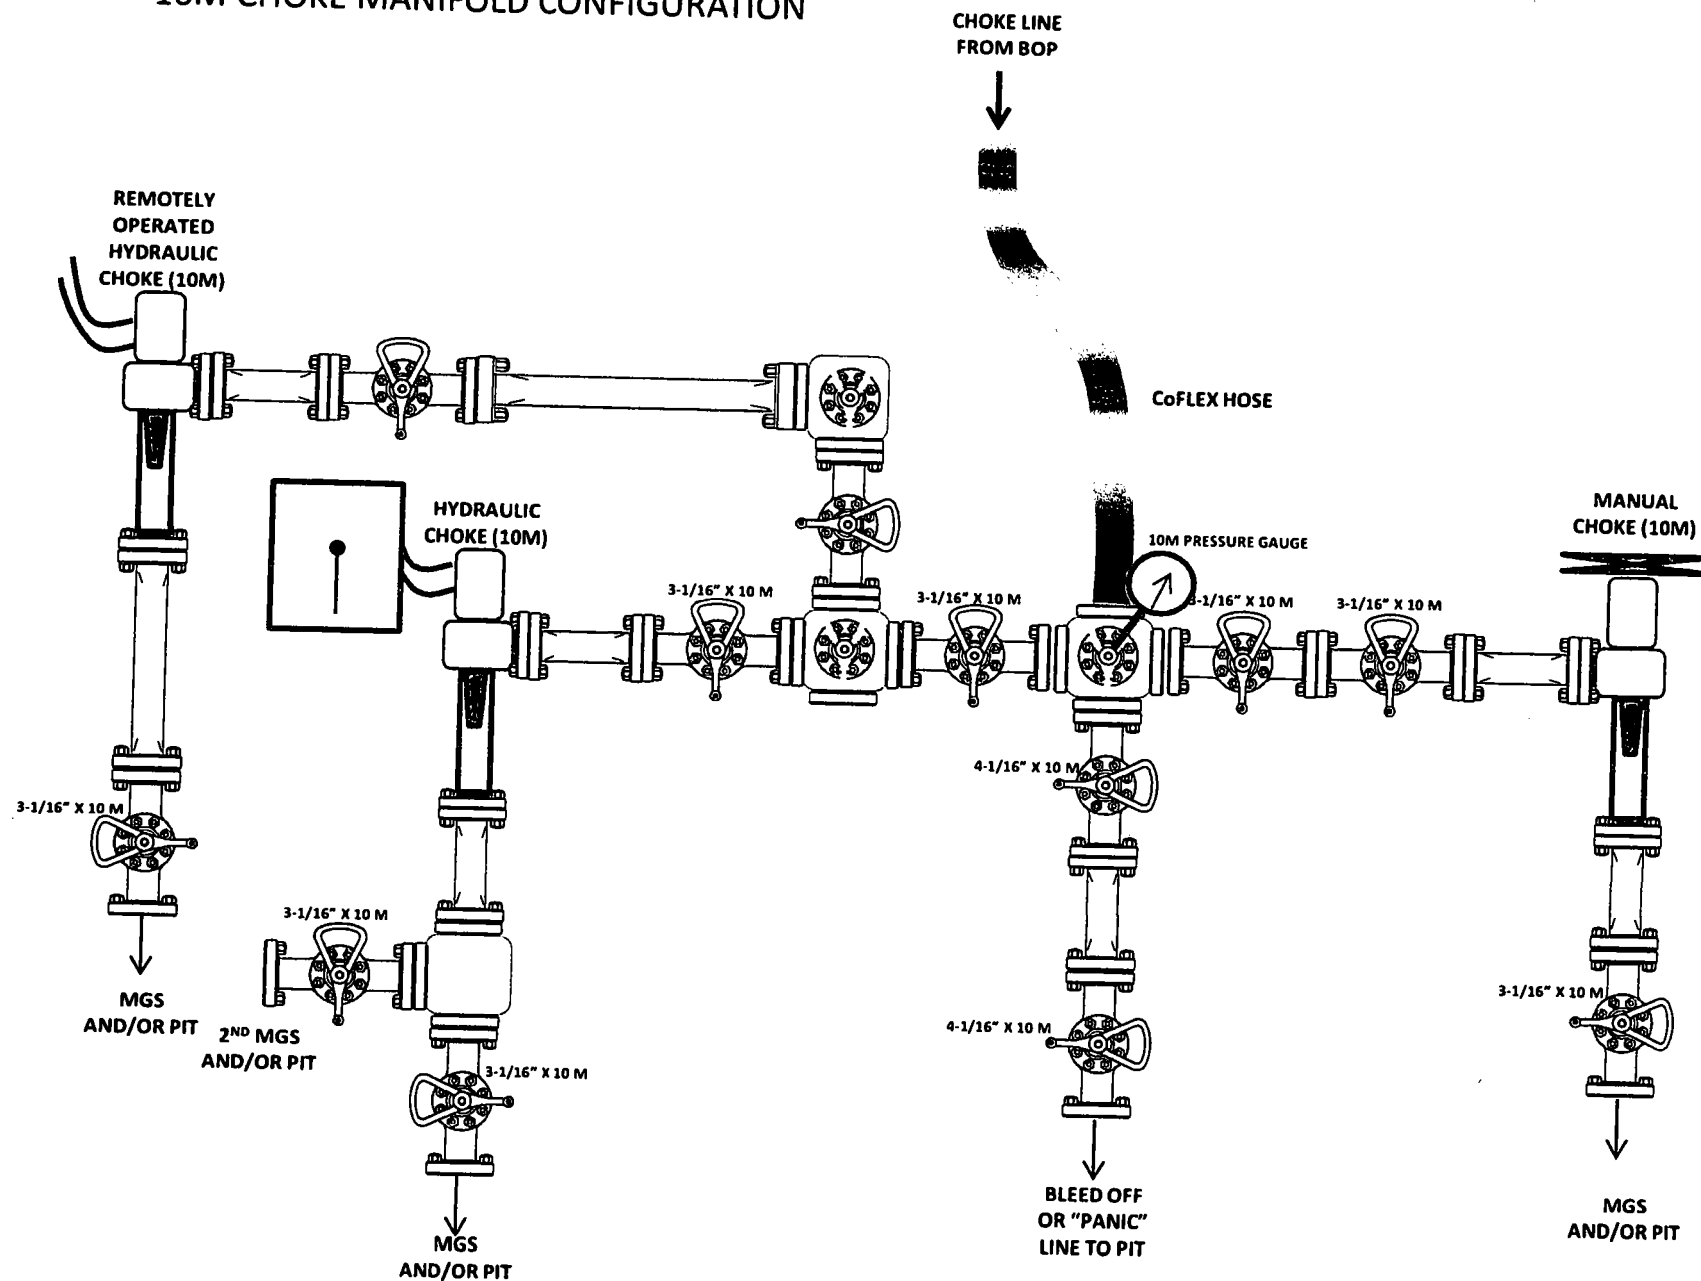 10M CHOKE MANIFOLD CONFIGURATION
CHOKE LINE
FROM BOP
REMOTELY
OPERATED
HYDRAULIC
CHOKE (10M)
CoFLEX HOSE
HYDRAULIC
CHOKE (10M)
MANUAL
CHOKE (10M)
10M PRESSURE GAUGE
3-1/16" X 10 M
3-1/16" X 10 M
3-1/16" X 10 M
3-1/16" X 10 M
4-1/16" X 10 M
3-1/16" X 10 M
3-1/16" X 10 M
MGS
AND/OR PIT
2ND MGS
AND/OR PIT
3-1/16" X 10 M
4-1/16" X 10 M
3-1/16" X 10 M
MGS
AND/OR PIT
BLEED OFF
OR "PANIC"
LINE TO PIT
MGS
AND/OR PIT